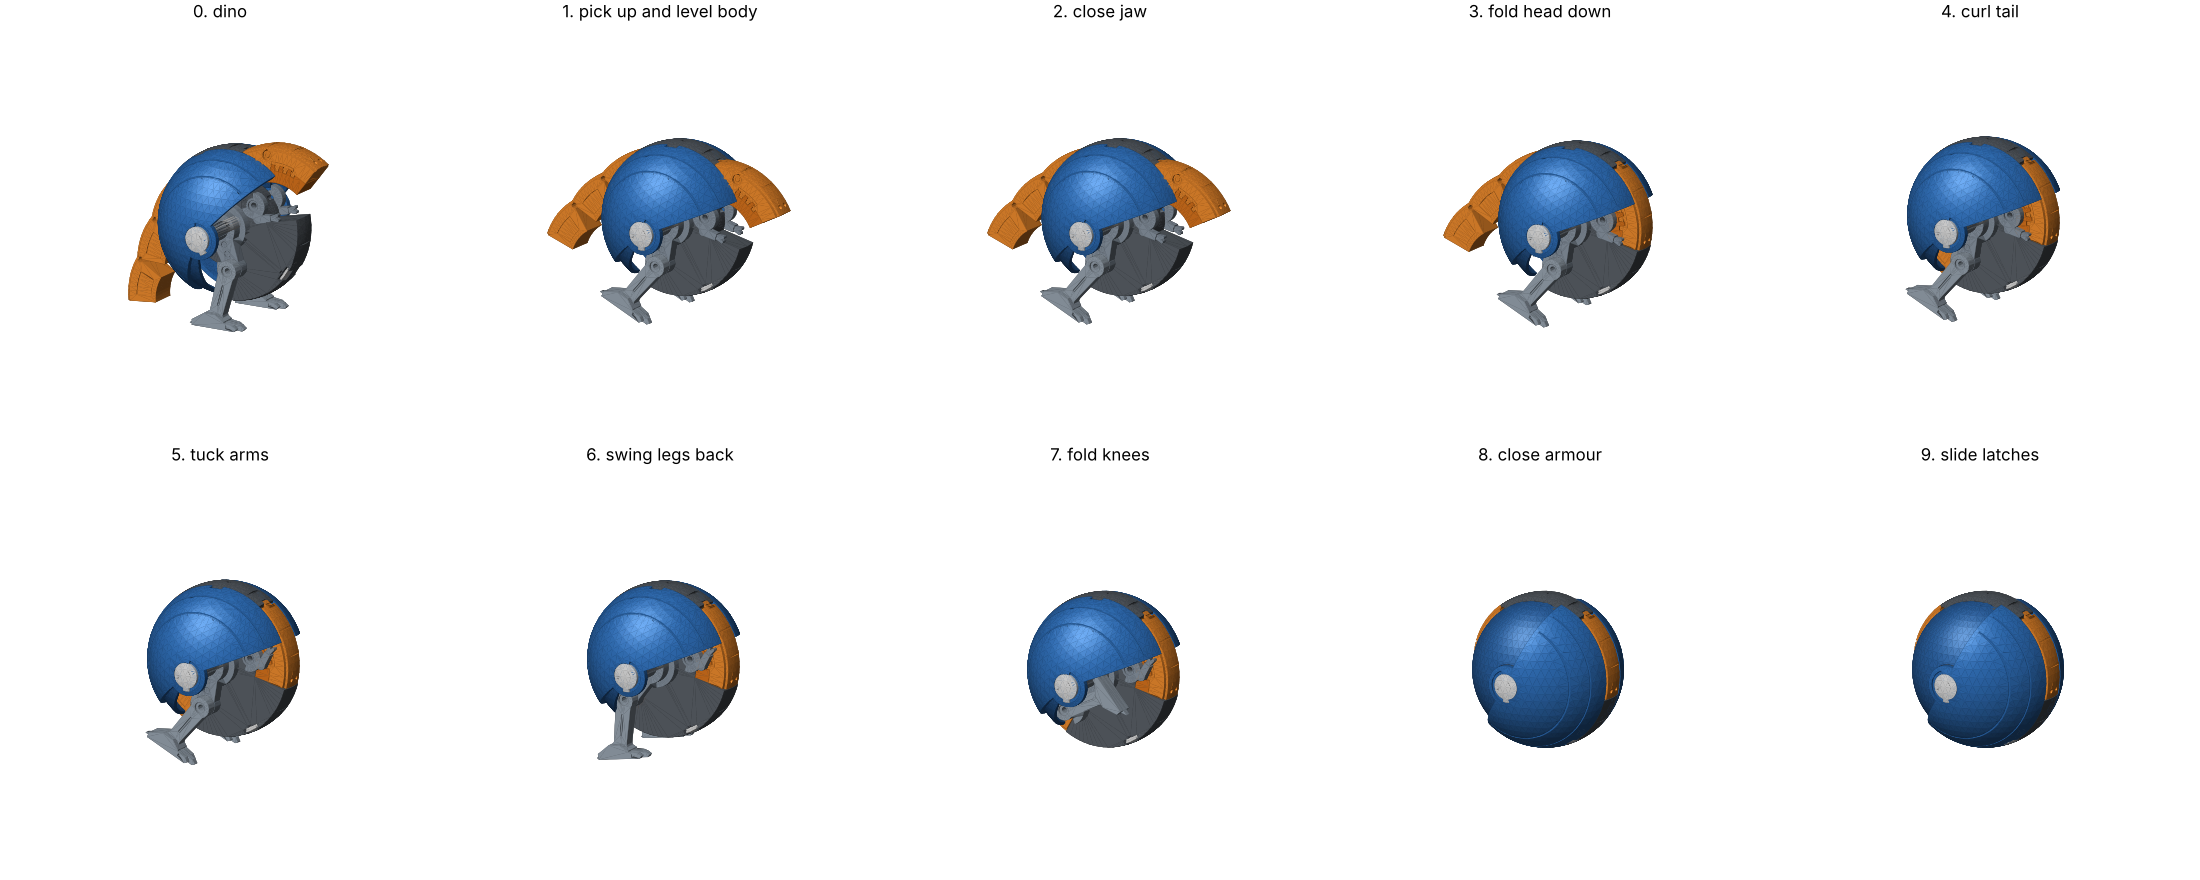 0. dino
1. pick up and level body
2. close jaw
3. fold head down
4. curl tail
5. tuck arms
6. swing legs back
7. fold knees
8. close armour
9. slide latches